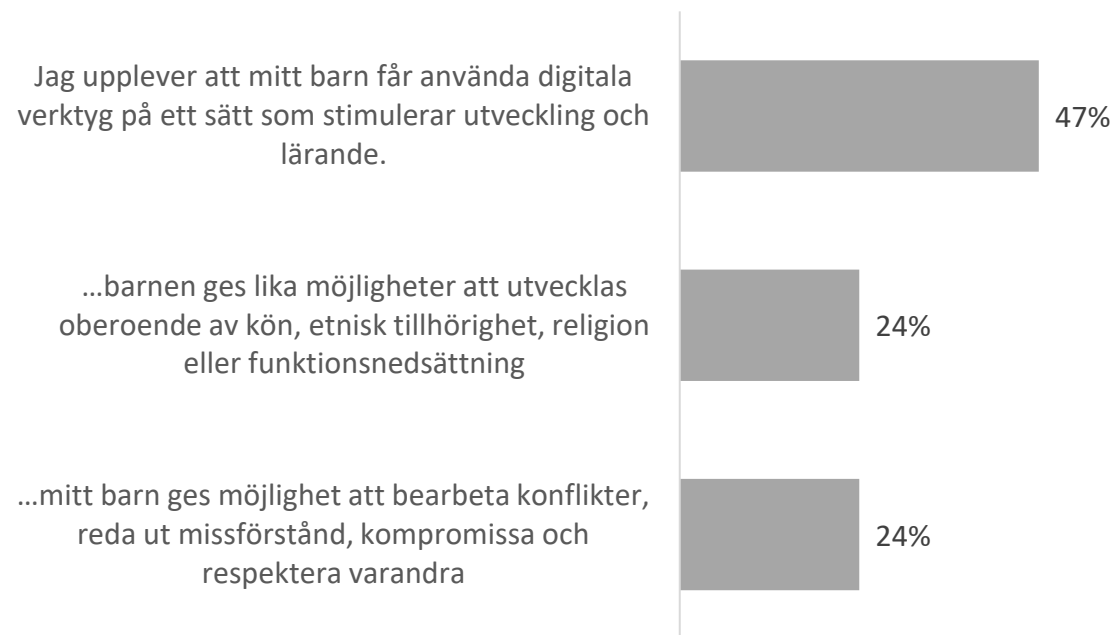 Jag upplever att mitt barn får använda digitala
verktyg på ett sätt som stimulerar utveckling och
lärande.
47%
…barnen ges lika möjligheter att utvecklas
oberoende av kön, etnisk tillhörighet, religion
eller funktionsnedsättning
24%
…mitt barn ges möjlighet att bearbeta konflikter,
reda ut missförstånd, kompromissa och
respektera varandra
24%